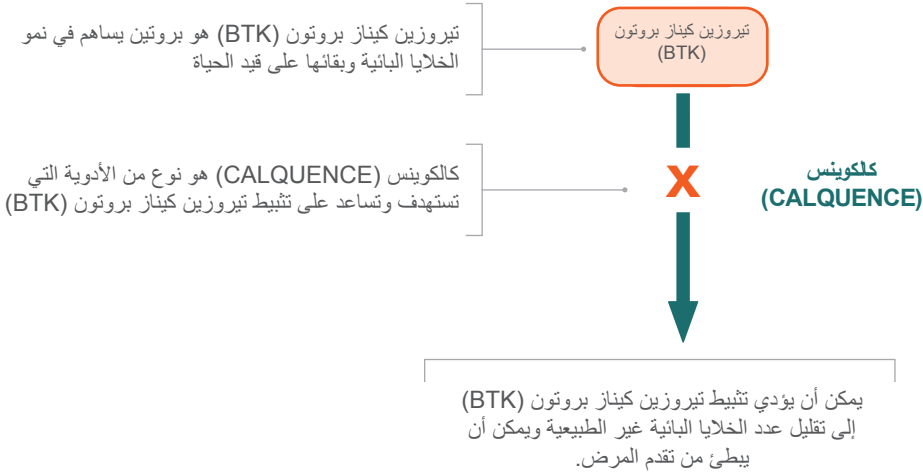 تيروزين كيناز بروتون (BTK) هو بروتين يساهم في نمو
الخلايا البائية وبقائها على قيد الحياة
تيروزين كيناز بروتون
(BTK)
كالكوينس (CALQUENCE) هو نوع من الأدوية التي
تستهدف وتساعد على تثبيط تيروزين كيناز بروتون (BTK)
X
كالكوينس
(CALQUENCE)
يمكن أن يؤدي تثبيط تيروزين كيناز بروتون (BTK)
إلى تقليل عدد الخلايا البائية غير الطبيعية ويمكن أن
يبطئ من تقدم المرض.